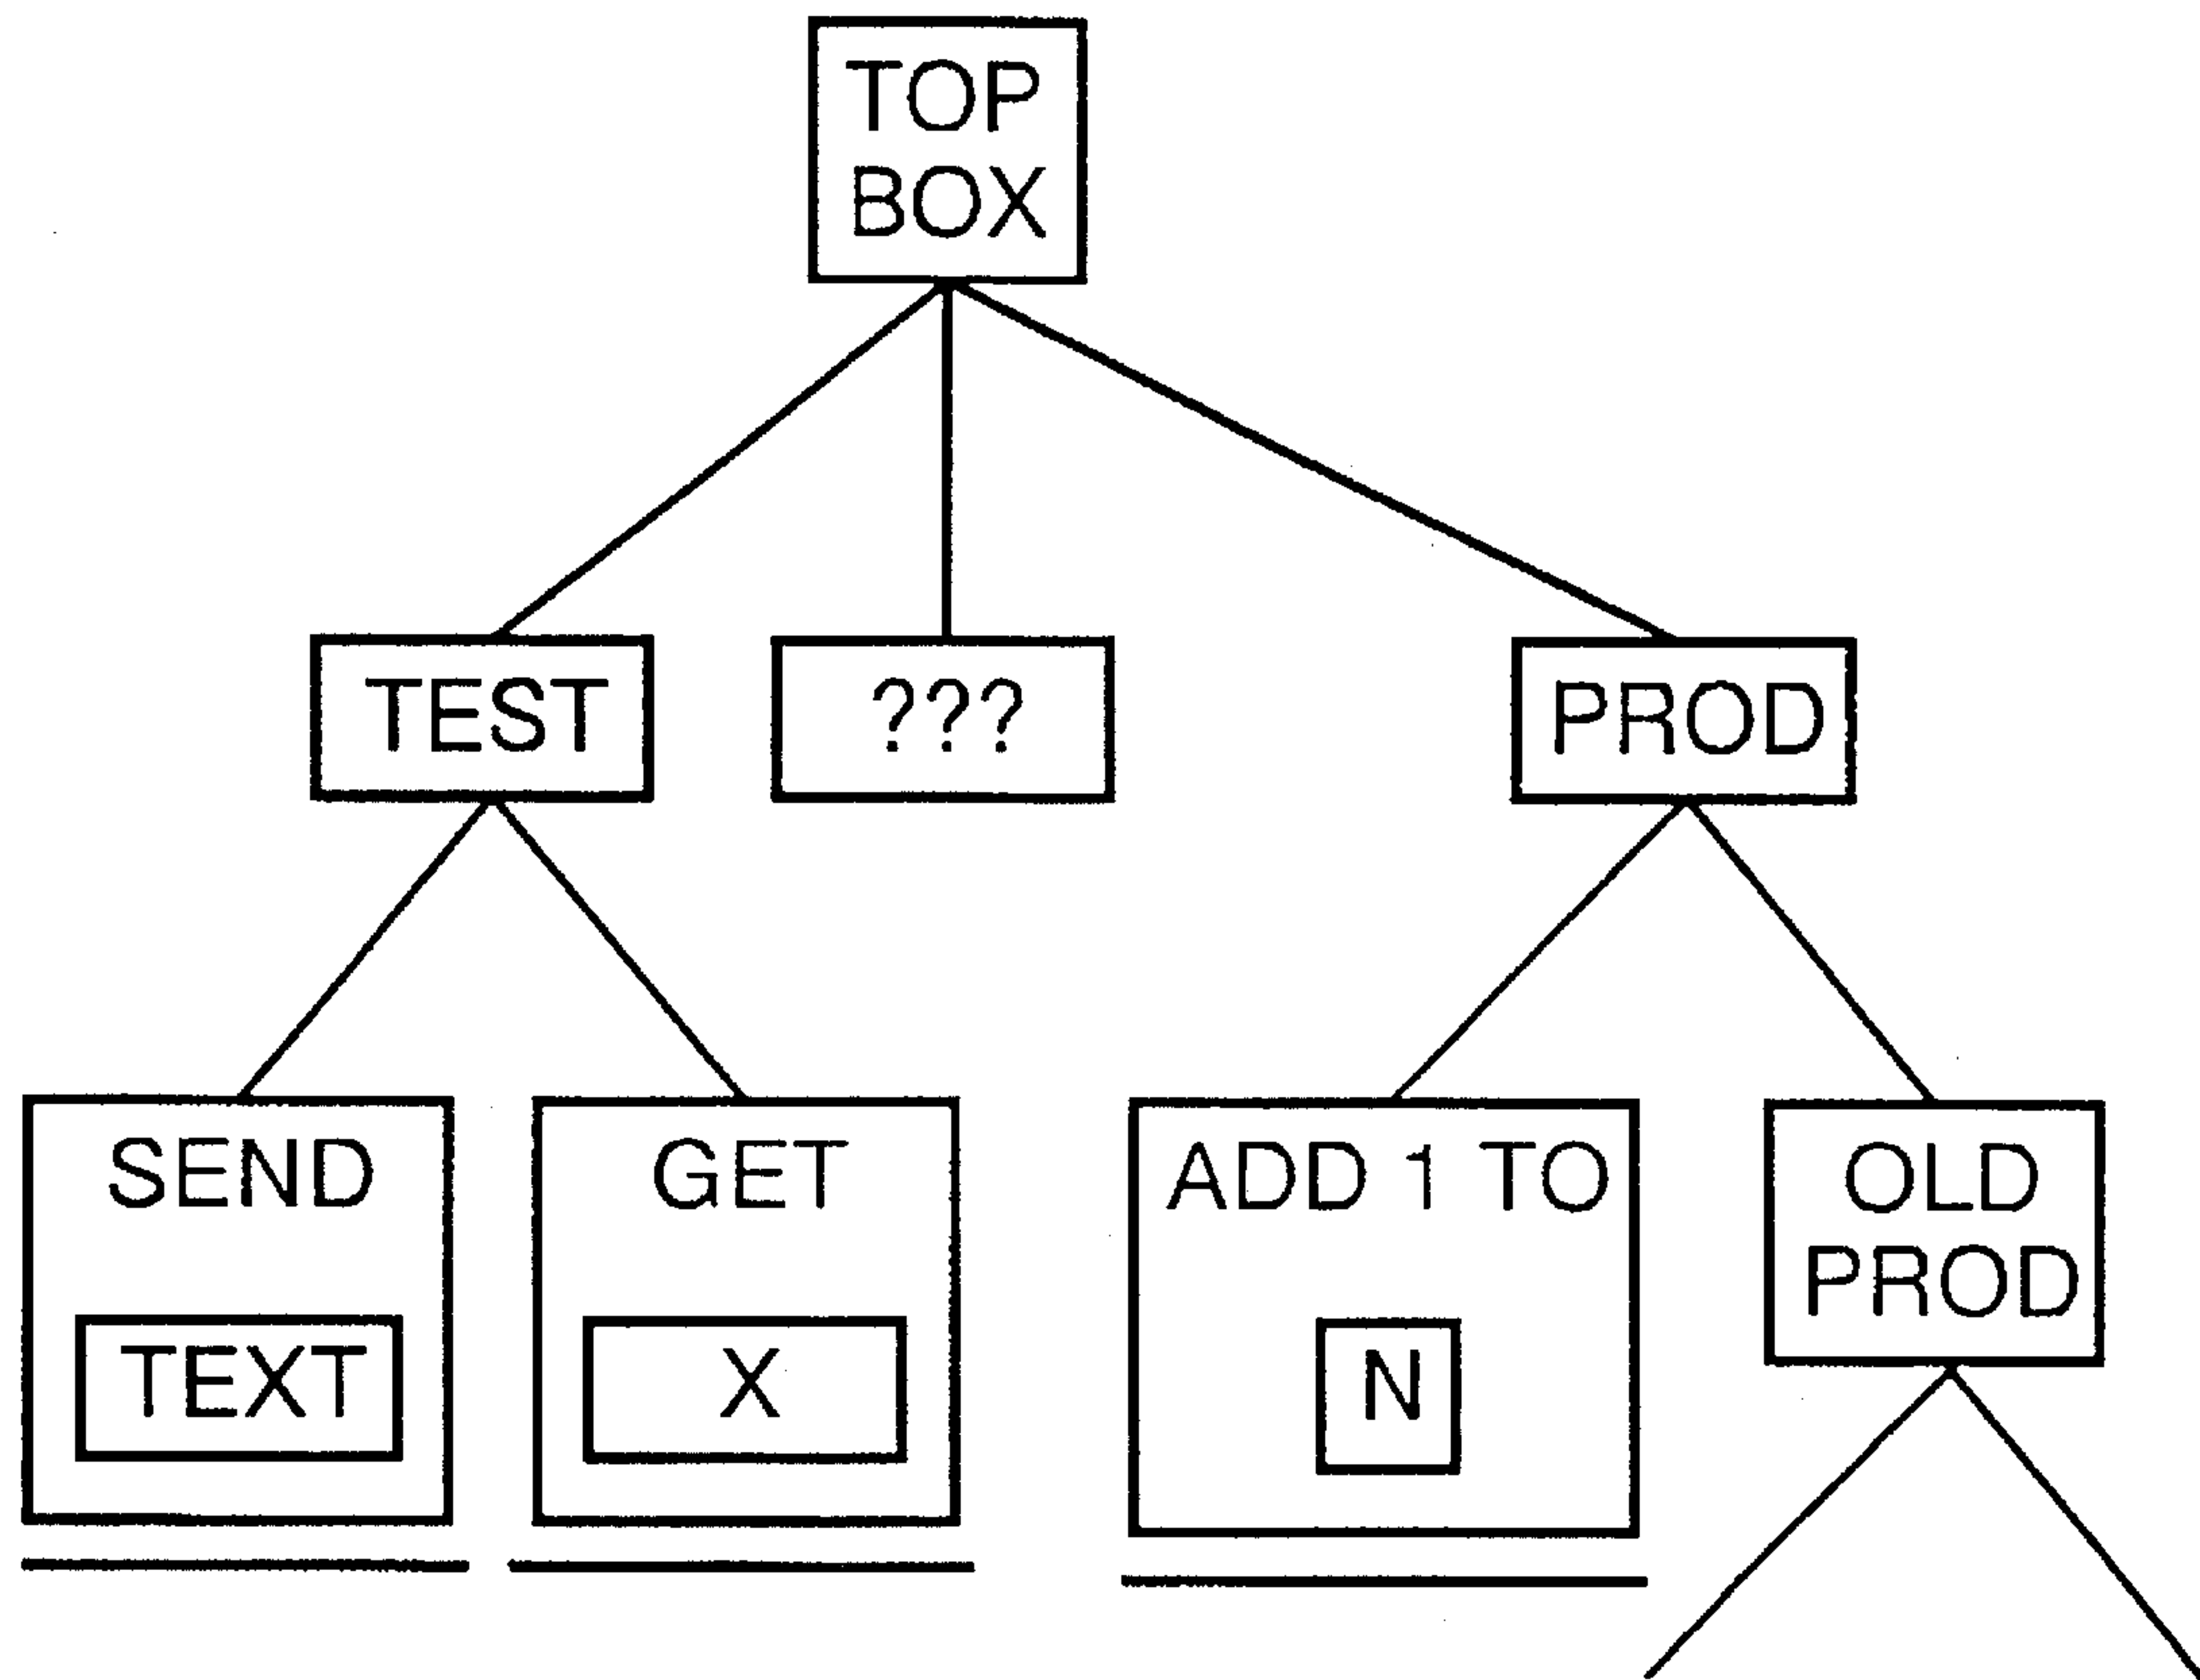 TOP
BOX
TEST
???
PROD
SEND
TEXT
GET
X
ADD 1 TO
N
OLD
PROD